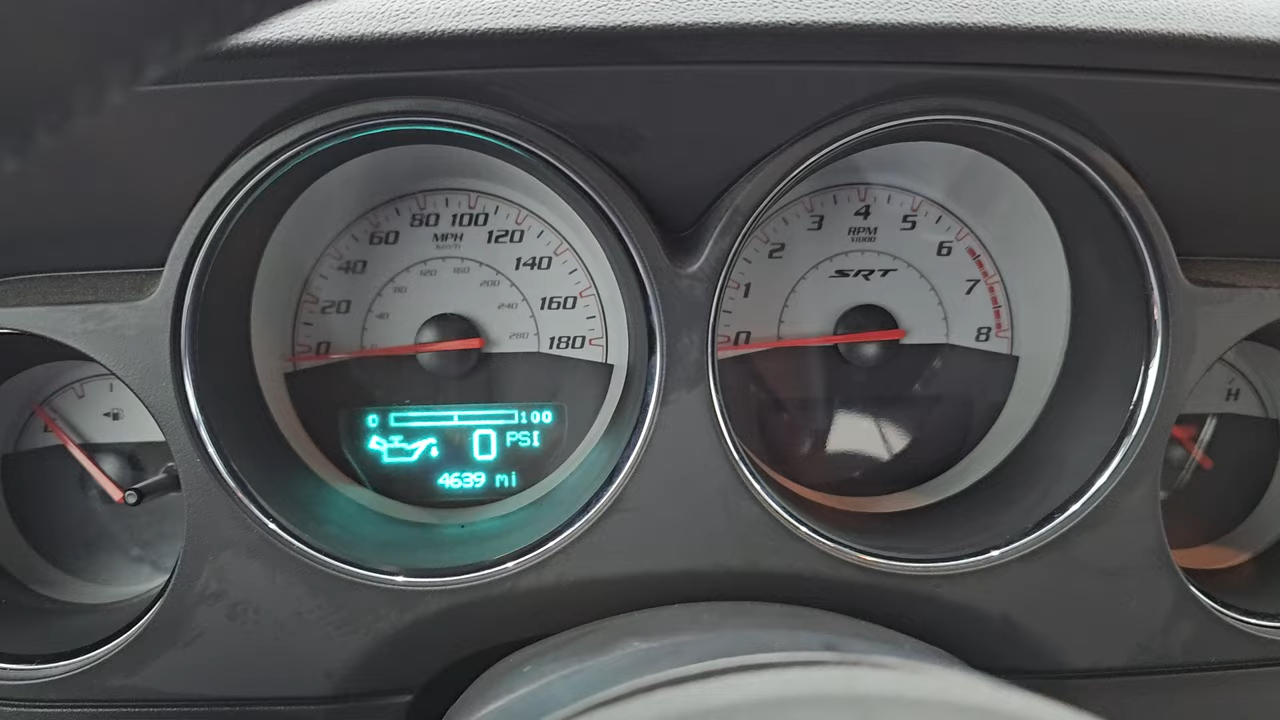 80 100
60 MPH 120
km/h
40 120 160 140
80 200
20 240 160
40
0 280 180
0 100
0 PSI
4639 mi
3 4 5
2 RPM 6
X1000
1 SRT 7
0 8
H